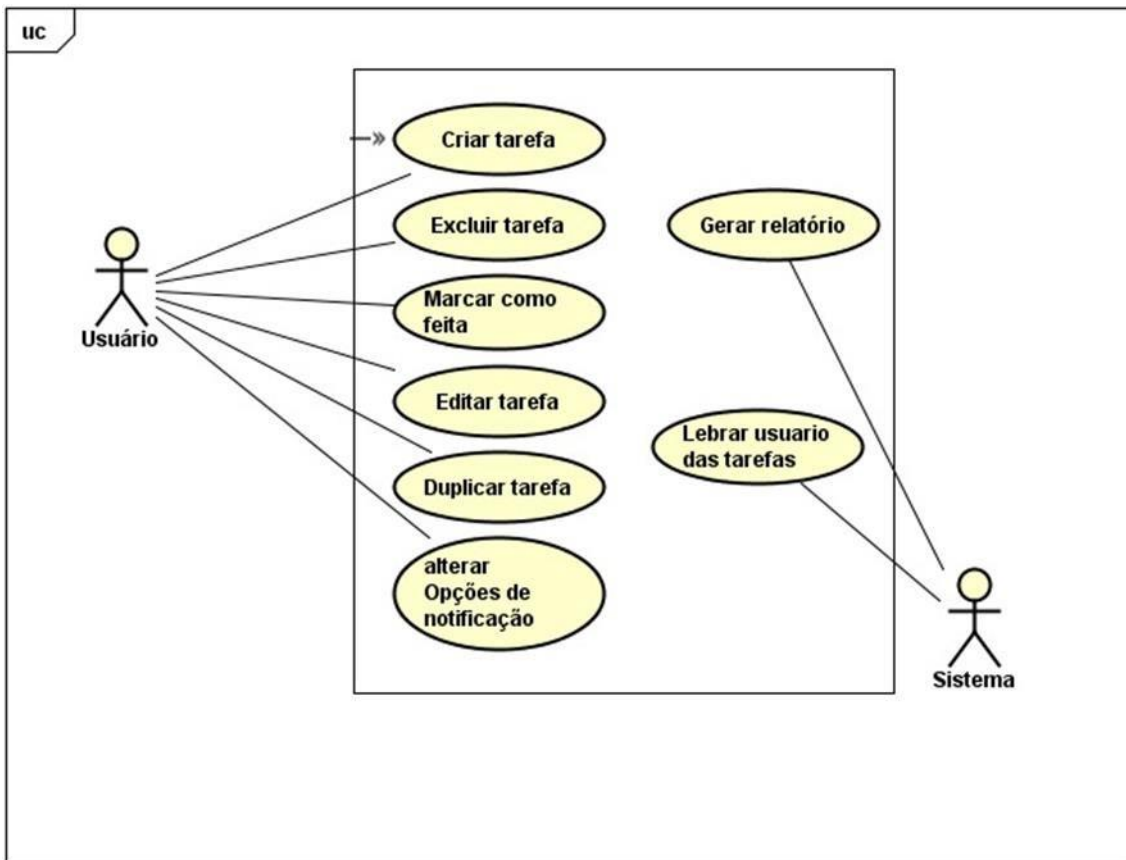 uc
Criar tarefa
Excluir tarefa
Gerar relatório
Marcar como
feita
Usuário
Editar tarefa
Lebrar usuario
das tarefas
Duplicar tarefa
alterar
Opções de
notificação
Sistema